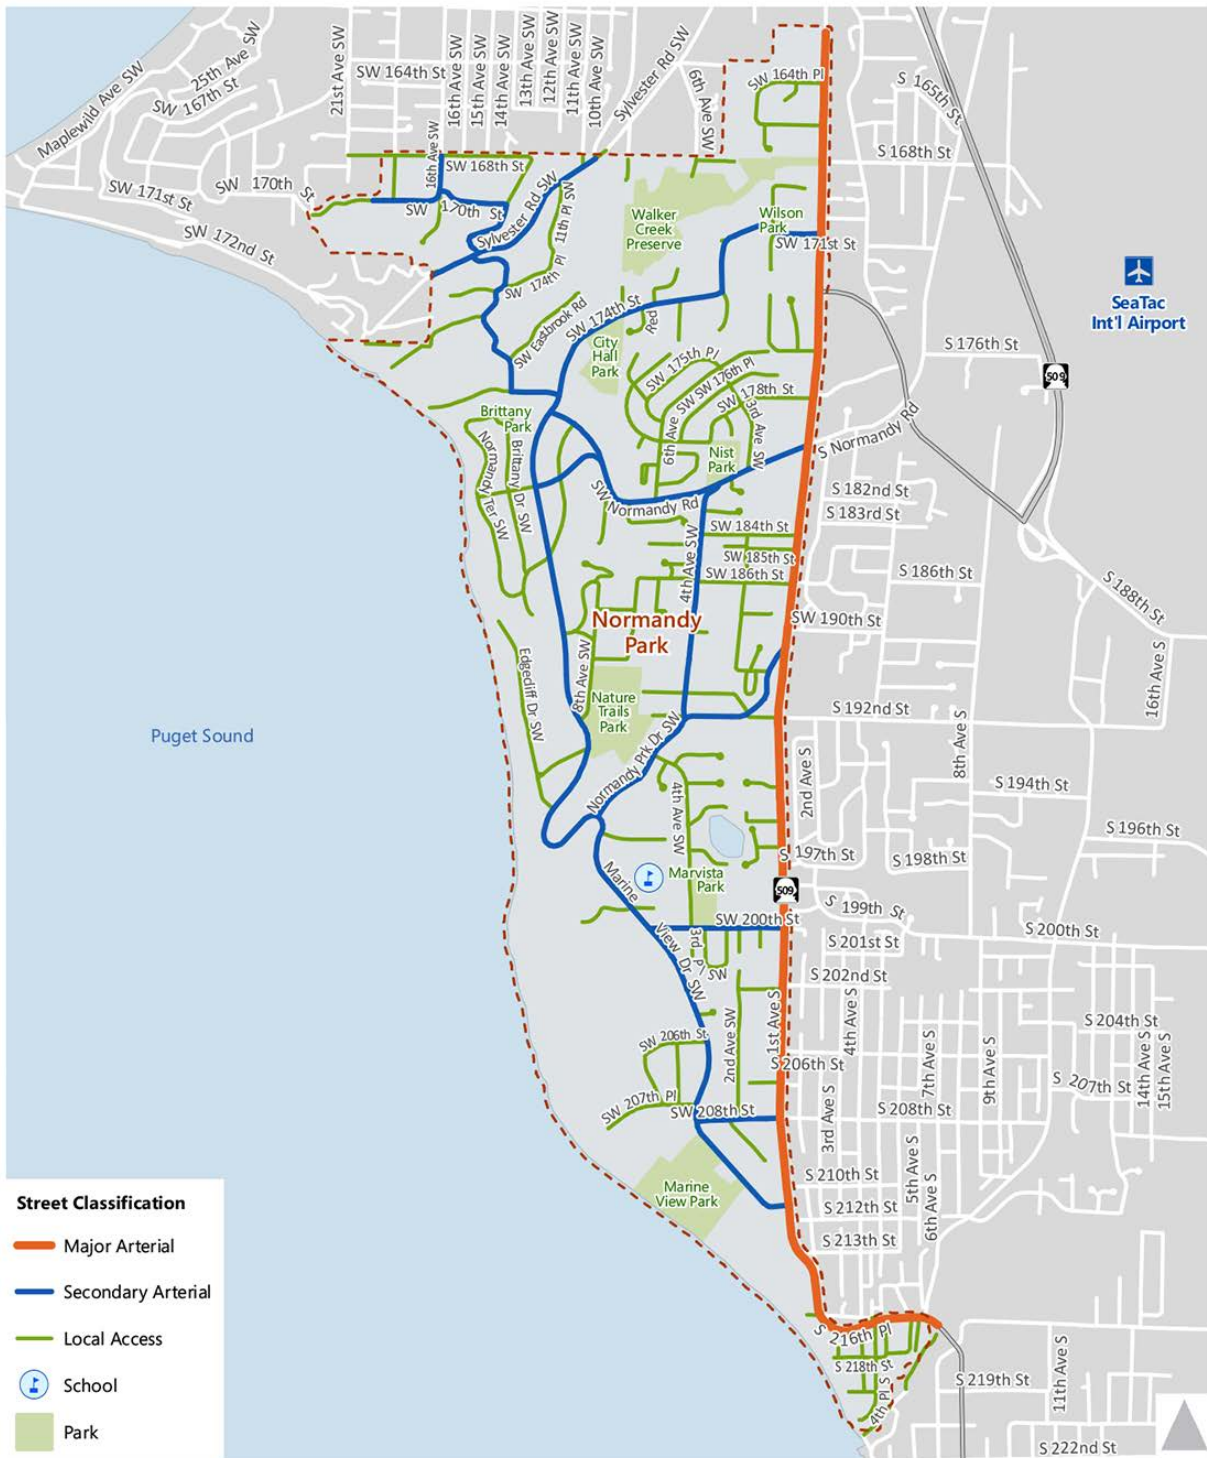 Maplewild Ave SW
25th Ave SW
SW 167th St
21st Ave SW
SW 164th St
16th Ave SW
15th Ave SW
14th Ave SW
13th Ave SW
12th Ave SW
11th Ave SW
10th Ave SW
Sylvester Rd SW
6th Ave SW
SW 164th Pl
S 165th St
S 168th St
SW 171st St
SW 170th St
SW 172nd St
16th Ave SW
SW 168th St
SW 170th St
Sylvester Rd SW
11th Pl SW
SW 174th Pl
Walker
Creek
Preserve
Wilson
Park
SW 171st St
SeaTac
Int'l Airport
SW Eastbrook Rd
SW 174th St
Red
City
Hall
Park
S 176th St
509
SW 175th Pl
SW 176th Pl
SW 178th St
6th Ave SW
3rd Ave SW
Brittany
Park
Nist
Park
S Normandy Rd
Normandy Ter SW
Brittany Dr SW
SW Normandy Rd
S 182nd St
S 183rd St
SW 184th St
SW 185th St
SW 186th St
4th Ave SW
S 186th St
S 188th St
Normandy
Park
SW 190th St
Edgecliff Dr SW
8th Ave SW
16th Ave S
Nature
Trails
Park
S 192nd St
Puget Sound
Normandy Prk Dr SW
8th Ave S
2nd Ave S
4th Ave SW
S 194th St
S 196th St
S 197th St
S 198th St
Marine View Dr SW
Marvista
Park
509
S 199th St
SW 200th St
S 200th St
S 201st St
3rd Pl SW
S 202nd St
1st Ave S
4th Ave S
2nd Ave SW
S 204th St
SW 206th St
S 206th St
7th Ave S
9th Ave S
14th Ave S
15th Ave S
S 207th St
SW 207th Pl
SW 208th St
S 208th St
3rd Ave S
5th Ave S
6th Ave S
S 210th St
Marine
View Park
S 212th St
S 213th St
S 216th Pl
S 218th St
4th Pl S
S 219th St
11th Ave S
S 222nd St
Street Classification
Major Arterial
Secondary Arterial
Local Access
School
Park